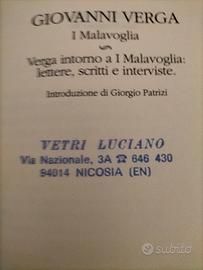 GIOVANNI VERGA
I Malavoglia
Verga intorno a I Malavoglia:
lettere, scritti e interviste.
Introduzione di Giorgio Patrizi
VETRI LUCIANO
Via Nazionale, 3A ☎ 646 430
94014 NICOSIA (EN)
subito